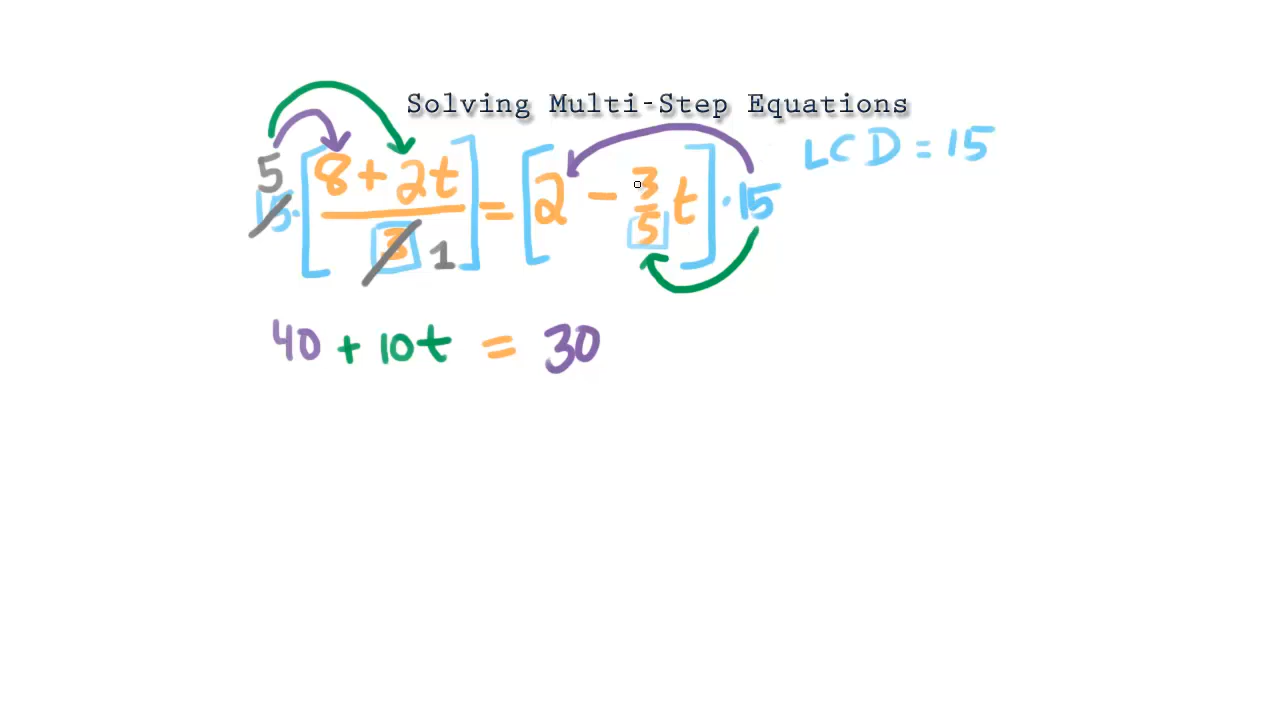 Solving Multi-Step Equations
LCD = 15
5
15 · [ (8 + 2t) / 3 1 ] = [ 2 − 3/5 t ] · 15
40 + 10t = 30